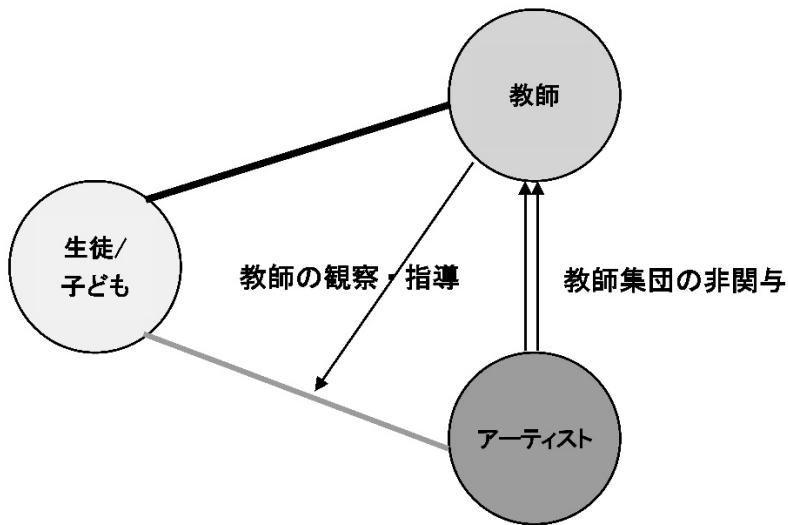 教師
生徒/
子ども
教師の観察・指導
教師集団の非関与
アーティスト